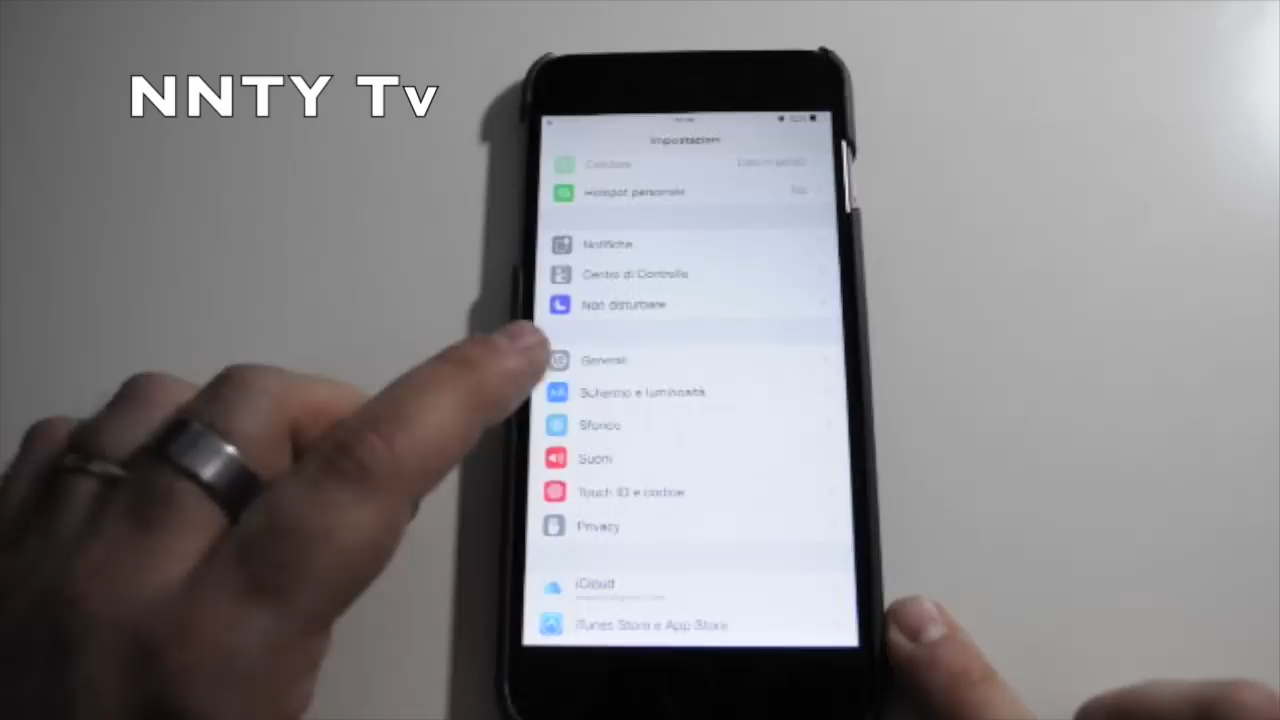 NNTY Tv
Impostazioni
Cellulare
Hotspot personale
Notifiche
Centro di Controllo
Non disturbare
Generali
Schermo e luminosità
Sfondo
Suoni
Touch ID e codice
Privacy
iCloud
iTunes Store e App Store